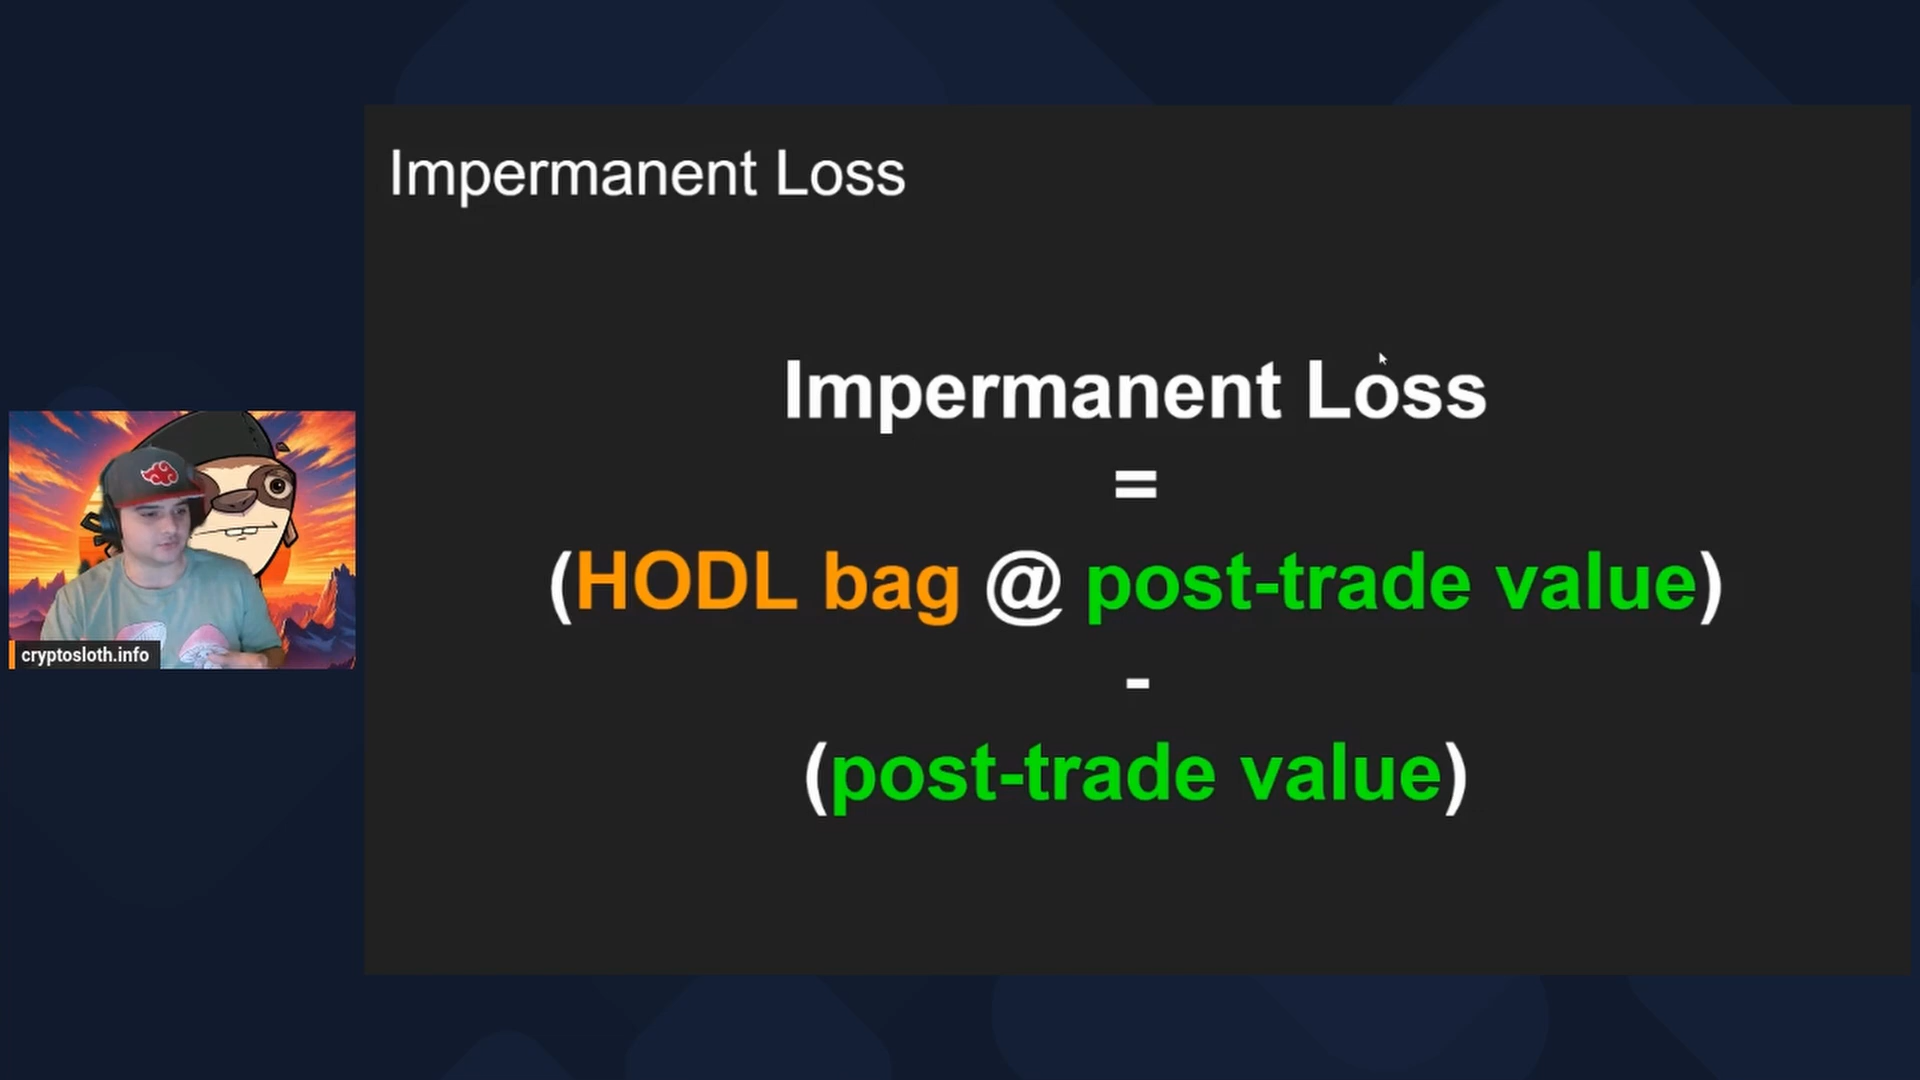 Impermanent Loss
Impermanent Loss
=
(HODL bag @ post-trade value)
-
(post-trade value)
cryptosloth.info